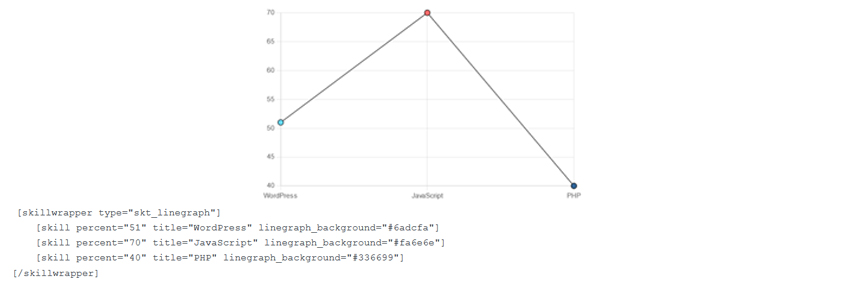 70
65
60
55
50
45
40
WordPress JavaScript PHP
[skillwrapper type="skt_linegraph"]
[skill percent="51" title="WordPress" linegraph_background="#6adcfa"]
[skill percent="70" title="JavaScript" linegraph_background="#fa6e6e"]
[skill percent="40" title="PHP" linegraph_background="#336699"]
[/skillwrapper]